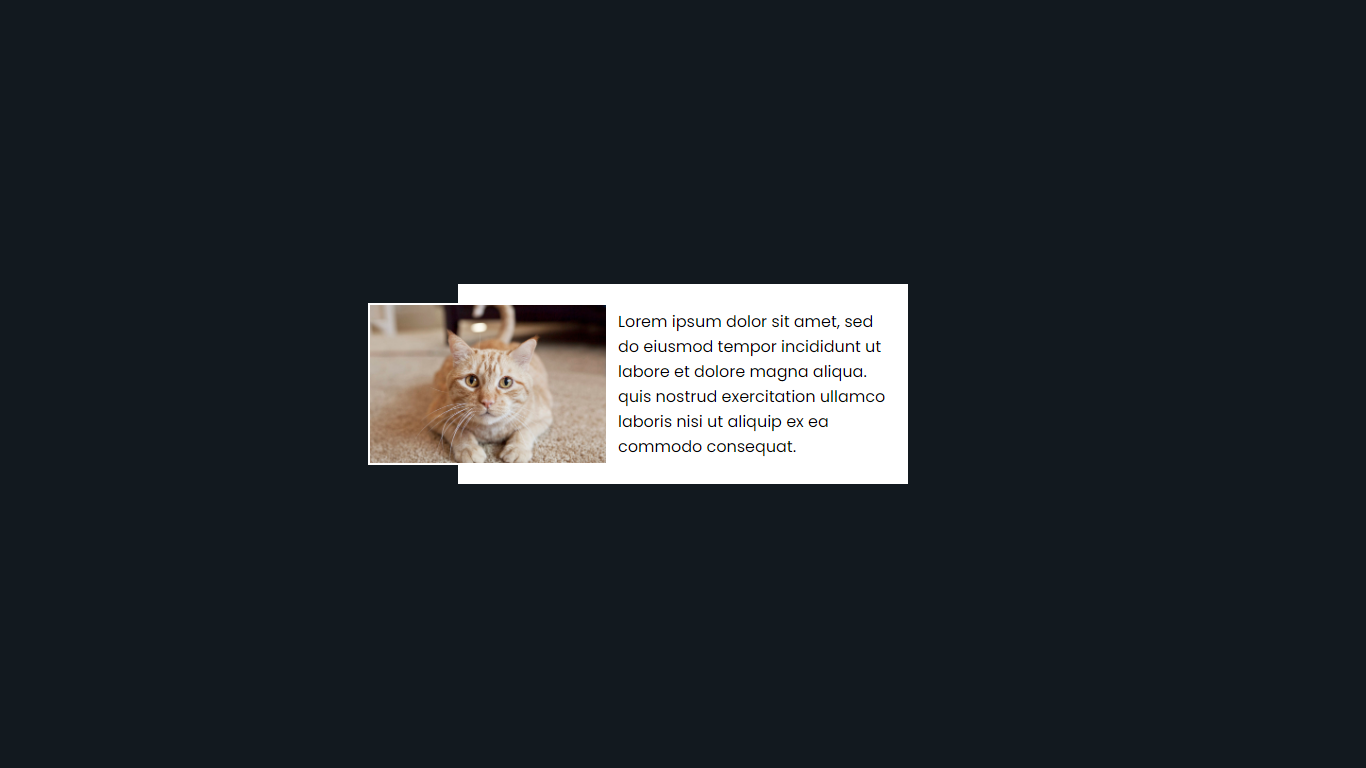 Lorem ipsum dolor sit amet, sed
do eiusmod tempor incididunt ut
labore et dolore magna aliqua.
quis nostrud exercitation ullamco
laboris nisi ut aliquip ex ea
commodo consequat.